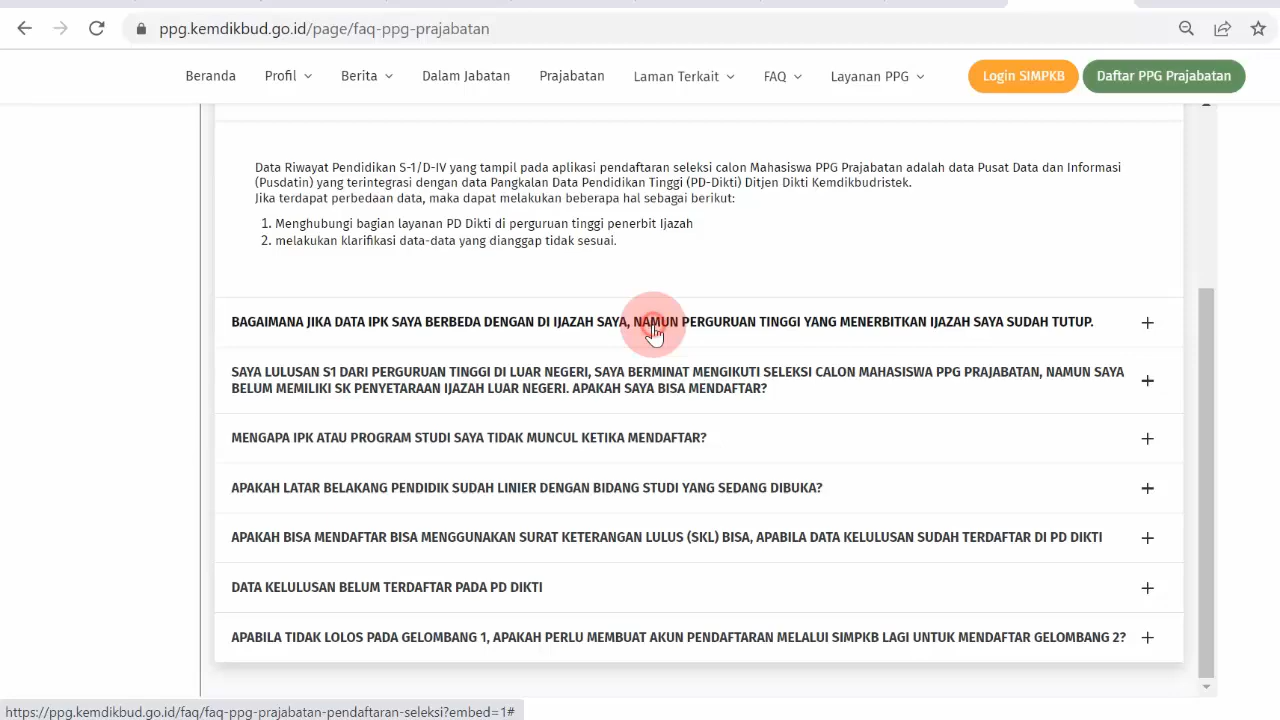 ppg.kemdikbud.go.id/page/faq-ppg-prajabatan
Beranda Profil Berita Dalam Jabatan Prajabatan Laman Terkait FAQ Layanan PPG Login SIMPKB Daftar PPG Prajabatan
Data Riwayat Pendidikan S-1/D-IV yang tampil pada aplikasi pendaftaran seleksi calon Mahasiswa PPG Prajabatan adalah data Pusat Data dan Informasi
(Pusdatin) yang terintegrasi dengan data Pangkalan Data Pendidikan Tinggi (PD-Dikti) Ditjen Dikti Kemdikbudristek.
Jika terdapat perbedaan data, maka dapat melakukan beberapa hal sebagai berikut:
1. Menghubungi bagian layanan PD Dikti di perguruan tinggi penerbit Ijazah
2. melakukan klarifikasi data-data yang dianggap tidak sesuai.
BAGAIMANA JIKA DATA IPK SAYA BERBEDA DENGAN DI IJAZAH SAYA, NAMUN PERGURUAN TINGGI YANG MENERBITKAN IJAZAH SAYA SUDAH TUTUP.
SAYA LULUSAN S1 DARI PERGURUAN TINGGI DI LUAR NEGERI, SAYA BERMINAT MENGIKUTI SELEKSI CALON MAHASISWA PPG PRAJABATAN, NAMUN SAYA
BELUM MEMILIKI SK PENYETARAAN IJAZAH LUAR NEGERI. APAKAH SAYA BISA MENDAFTAR?
MENGAPA IPK ATAU PROGRAM STUDI SAYA TIDAK MUNCUL KETIKA MENDAFTAR?
APAKAH LATAR BELAKANG PENDIDIK SUDAH LINIER DENGAN BIDANG STUDI YANG SEDANG DIBUKA?
APAKAH BISA MENDAFTAR BISA MENGGUNAKAN SURAT KETERANGAN LULUS (SKL) BISA, APABILA DATA KELULUSAN SUDAH TERDAFTAR DI PD DIKTI
DATA KELULUSAN BELUM TERDAFTAR PADA PD DIKTI
APABILA TIDAK LOLOS PADA GELOMBANG 1, APAKAH PERLU MEMBUAT AKUN PENDAFTARAN MELALUI SIMPKB LAGI UNTUK MENDAFTAR GELOMBANG 2?
https://ppg.kemdikbud.go.id/faq/faq-ppg-prajabatan-pendaftaran-seleksi?embed=1#